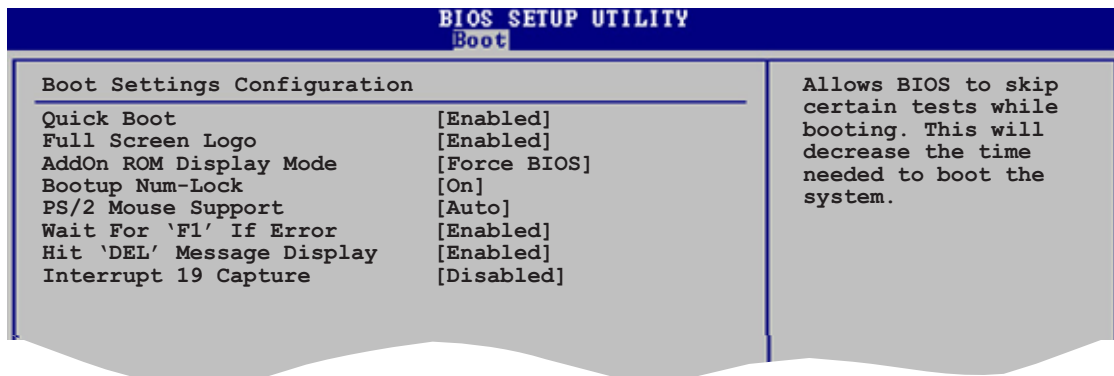 BIOS SETUP UTILITY
Boot
Boot Settings Configuration
Quick Boot [Enabled]
Full Screen Logo [Enabled]
AddOn ROM Display Mode [Force BIOS]
Bootup Num-Lock [On]
PS/2 Mouse Support [Auto]
Wait For ‘F1’ If Error [Enabled]
Hit ‘DEL’ Message Display [Enabled]
Interrupt 19 Capture [Disabled]
Allows BIOS to skip
certain tests while
booting. This will
decrease the time
needed to boot the
system.